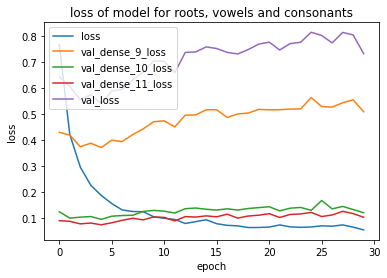 loss of model for roots, vowels and consonants
loss
val_dense_9_loss
val_dense_10_loss
val_dense_11_loss
val_loss
0.8
0.7
0.6
0.5
0.4
0.3
0.2
0.1
loss
0
5
10
15
20
25
30
epoch